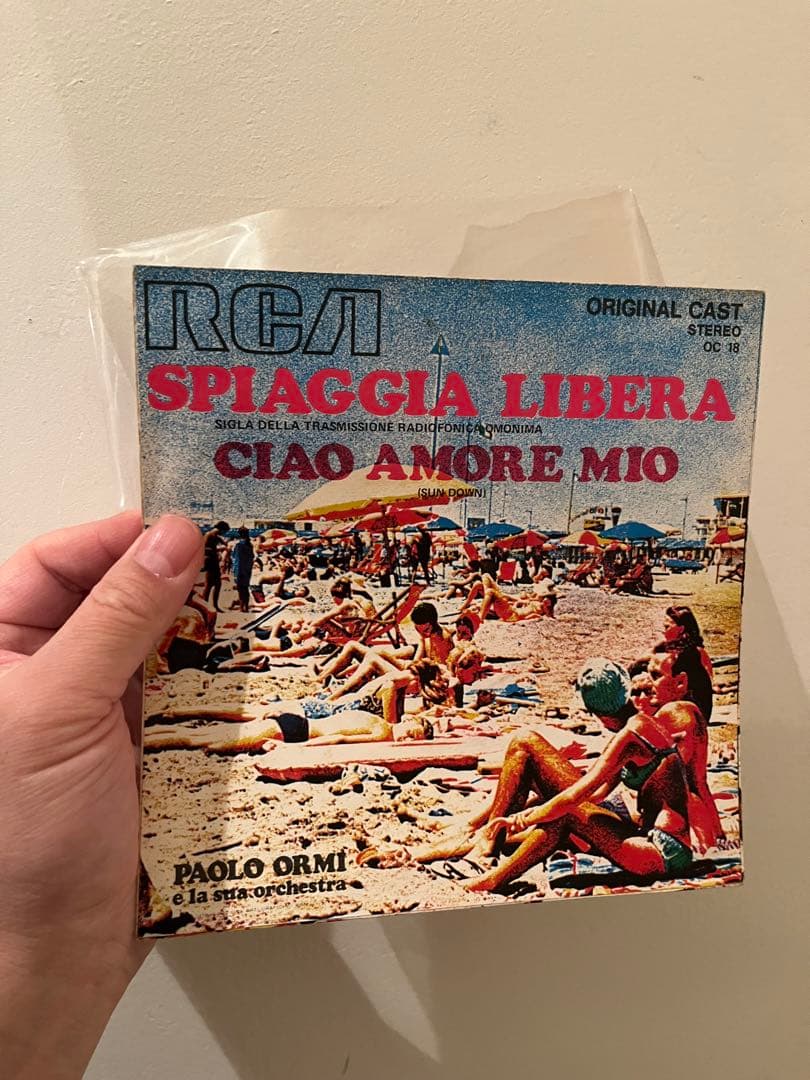 RCA
ORIGINAL CAST
STEREO
OC 18
SPIAGGIA LIBERA
SIGLA DELLA TRASMISSIONE RADIOFONICA OMONIMA
CIAO AMORE MIO
(SUN DOWN)
PAOLO ORMI
e la sua orchestra